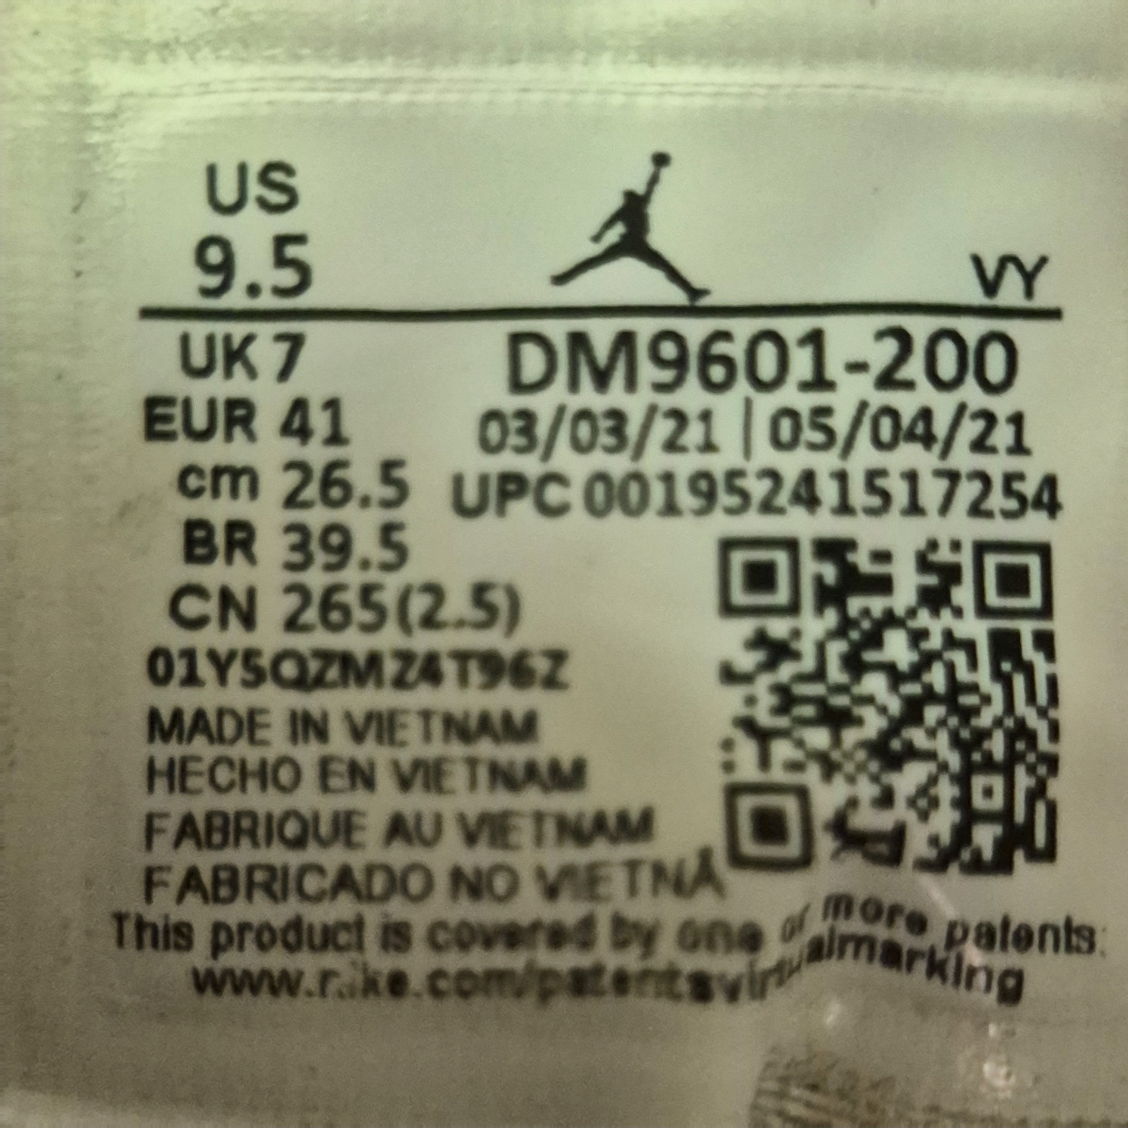 US
9.5
VY
UK 7
DM9601-200
EUR 41
03/03/21 | 05/04/21
cm 26.5
UPC 00195241517254
BR 39.5
CN 265(2.5)
01Y5QZMZ4T96Z
MADE IN VIETNAM
HECHO EN VIETNAM
FABRIQUE AU VIETNAM
FABRICADO NO VIETNÃ
This product is covered by one or more patents:
www.nike.com/patentsvirtualmarking